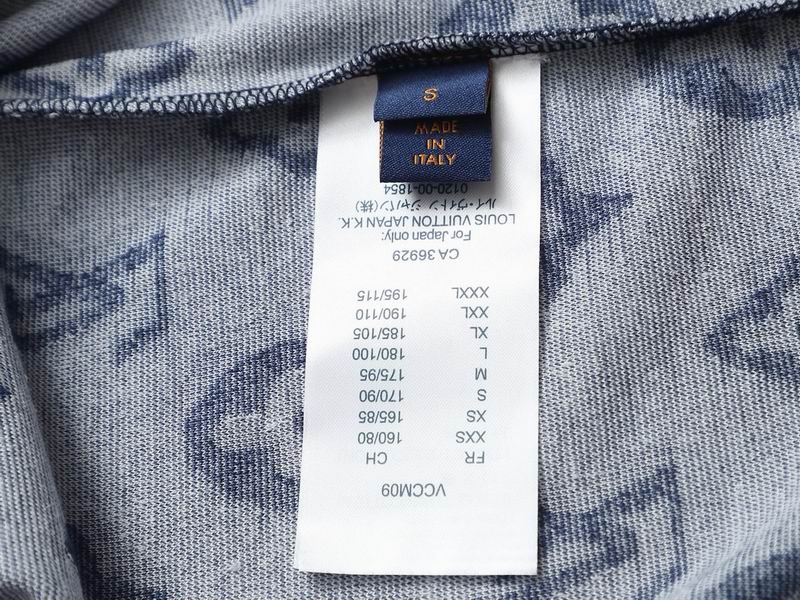 S
MADE
IN
ITALY
VCCM09
FR CH
XXS 160/80
XS 165/85
S 170/90
M 175/95
L 180/100
XL 185/105
XXL 190/110
XXXL 195/115
CA 36929
For Japan only:
LOUIS VUITTON JAPAN K.K.
ルイ・ヴィトン ジャパン(株)
0120-00-1854